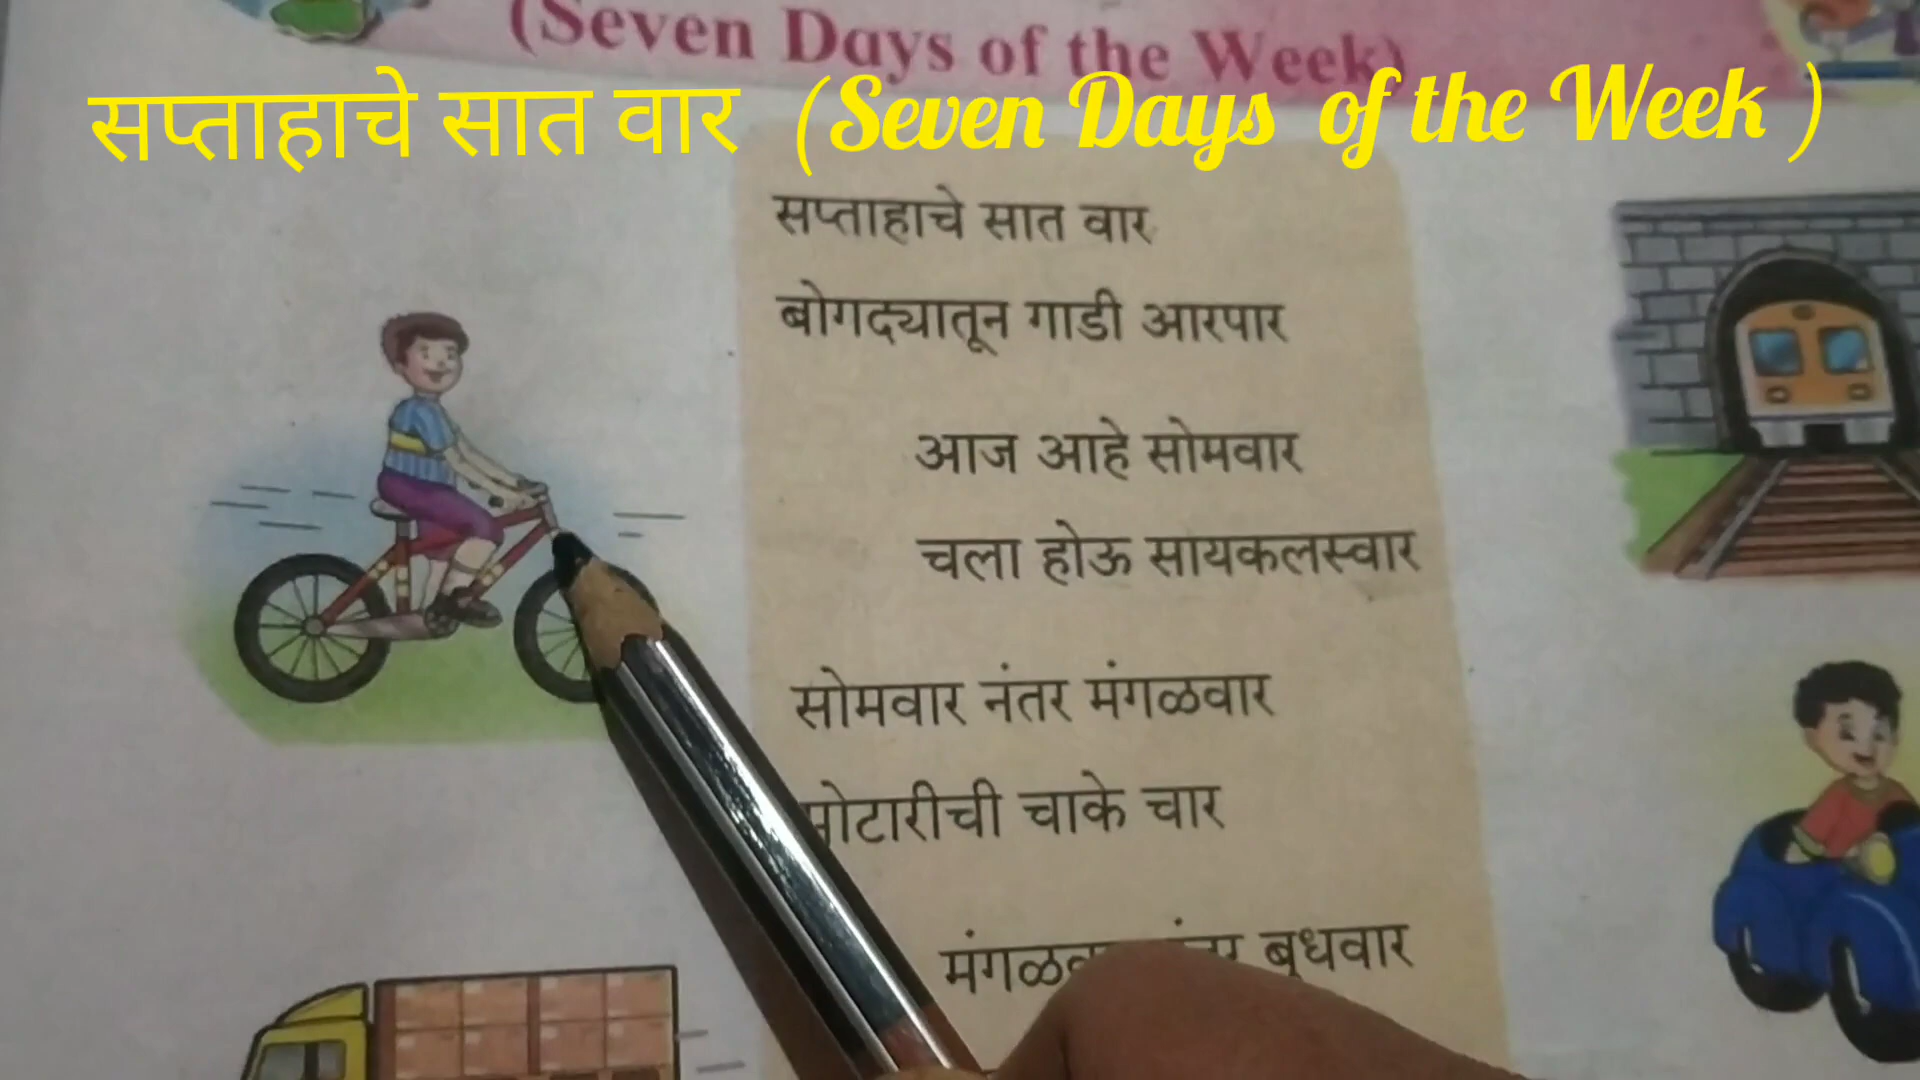 (Seven Days of the Week)
सप्ताहाचे सात वार (Seven Days of the Week )
सप्ताहाचे सात वार
बोगद्यातून गाडी आरपार
आज आहे सोमवार
चला होऊ सायकलस्वार
सोमवार नंतर मंगळवार
चाके चार
बुधवार